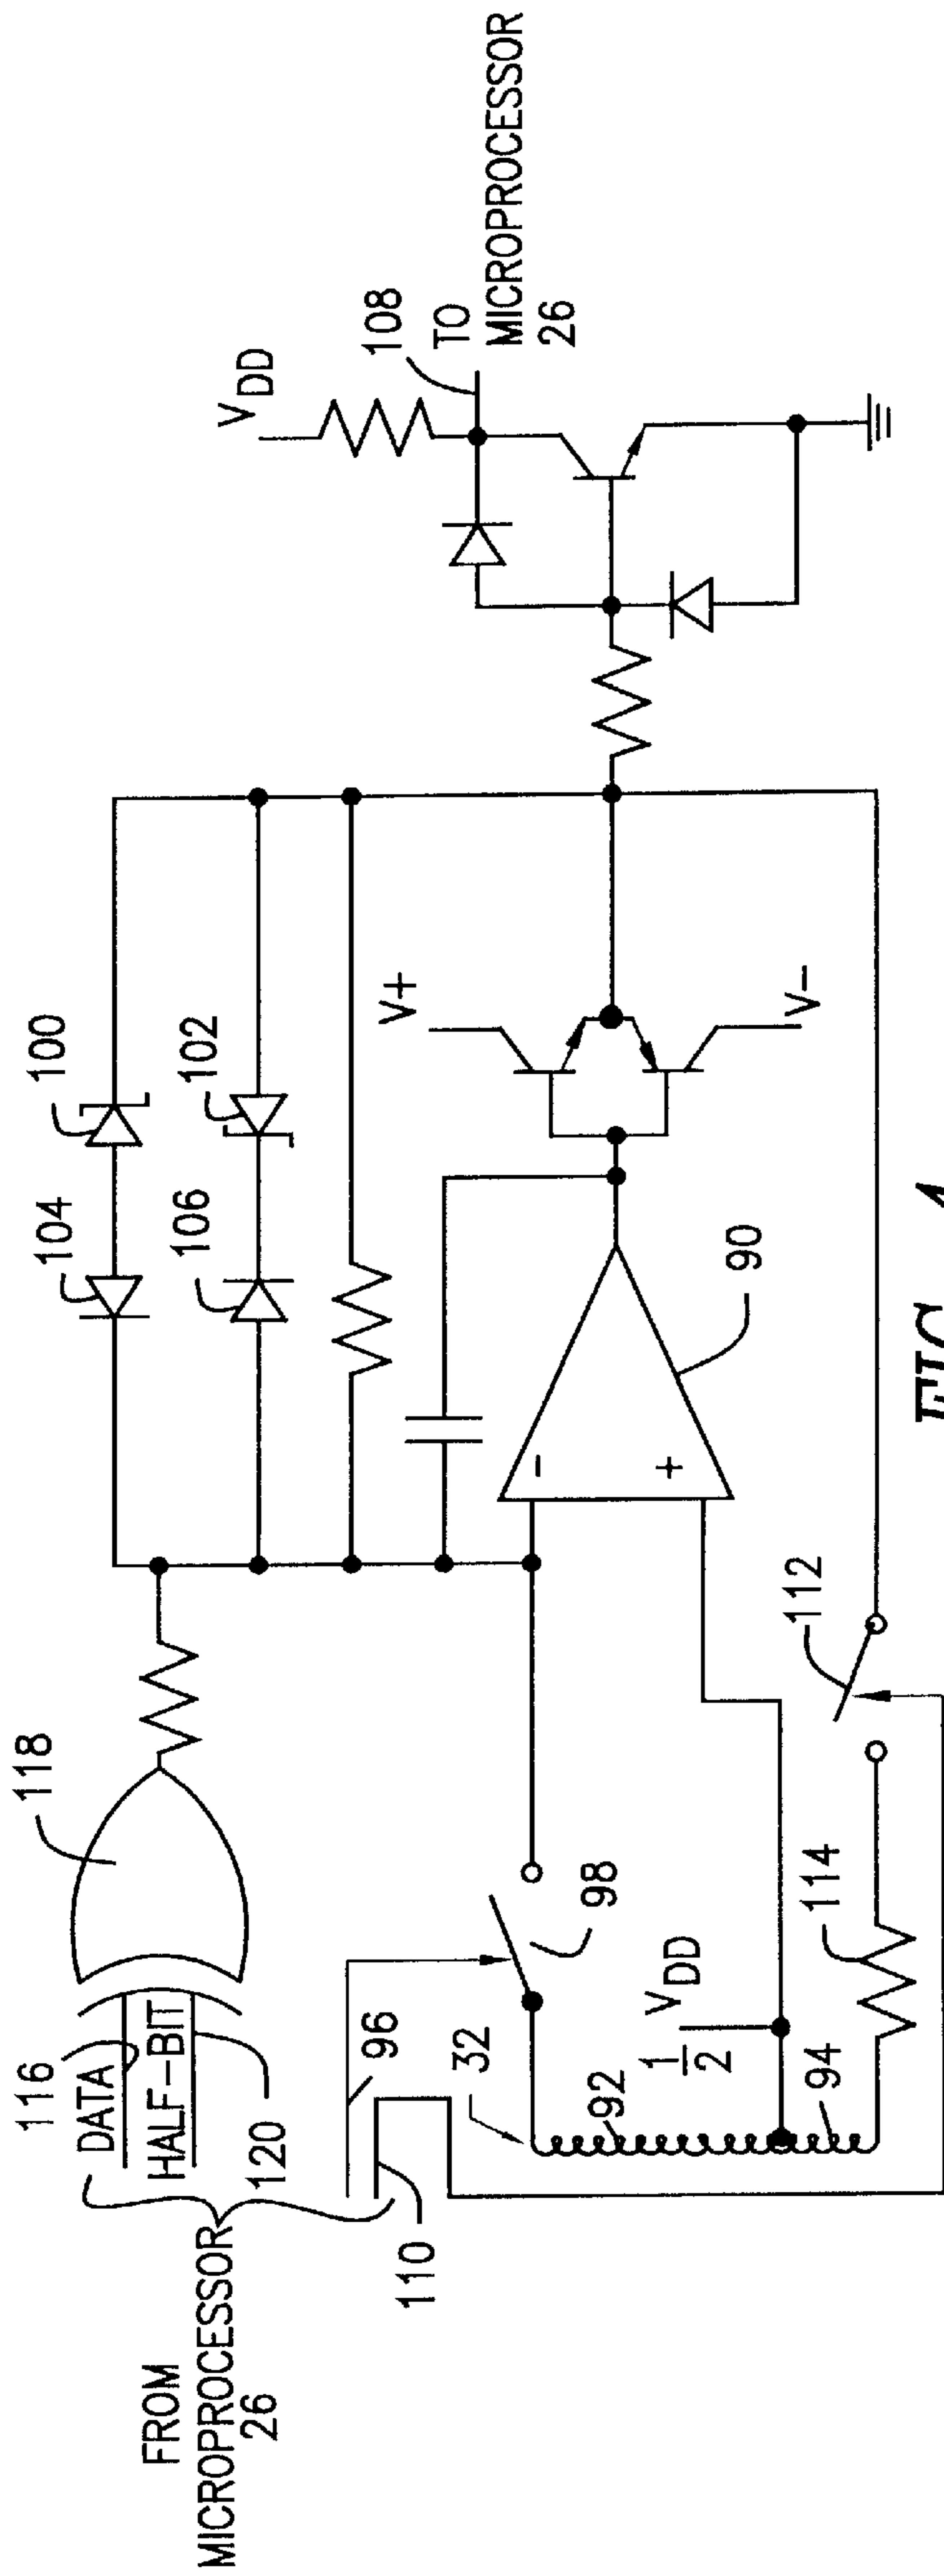 FROM
MICROPROCESSOR
26
116
DATA
HALF-BIT
120
118
110
96
98
32
92
1/2 VDD
94
114
112
104
100
106
102
-
+
90
V+
V-
VDD
108
TO
MICROPROCESSOR
26